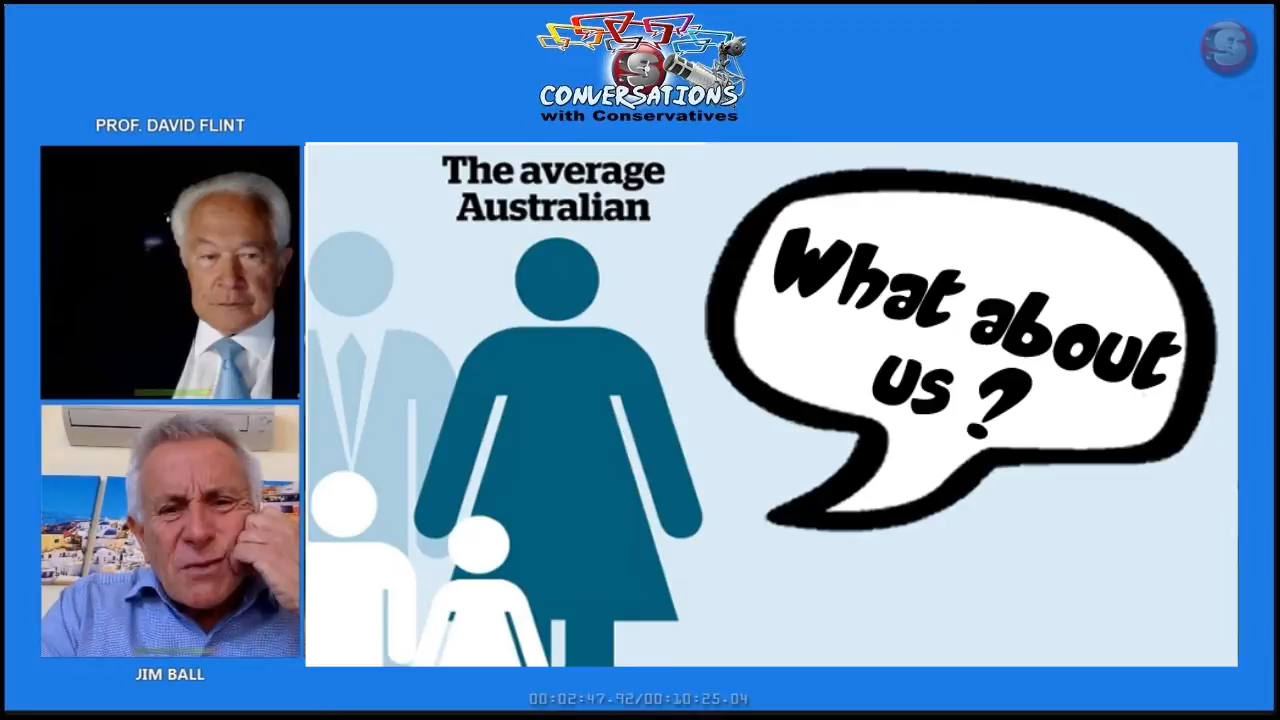 S
CONVERSATIONS
with Conservatives
S
PROF. DAVID FLINT
The average
Australian
What about
us ?
JIM BALL
00:02:47.92/00:10:25.04